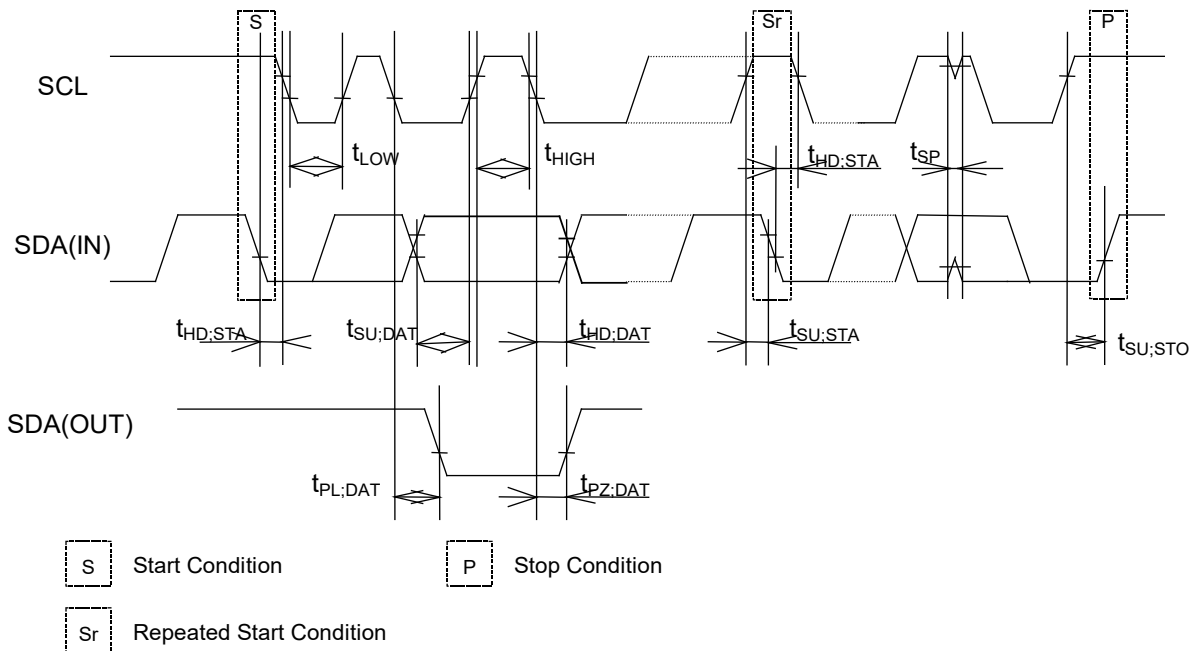 S Sr P
SCL
tLOW tHIGH tHD;STA tSP
SDA(IN)
tHD;STA tSU;DAT tHD;DAT tSU;STA tSU;STO
SDA(OUT)
tPL;DAT tPZ;DAT
S Start Condition P Stop Condition
Sr Repeated Start Condition